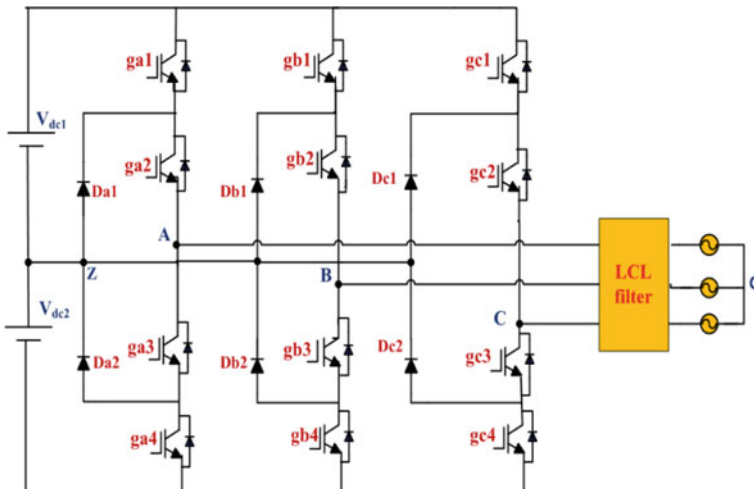 ga1
gb1
gc1
Vdc1
ga2
gb2
gc2
Da1
Db1
Dc1
A
Z
B
LCL
filter
Vdc2
C
ga3
gb3
gc3
Da2
Db2
Dc2
ga4
gb4
gc4